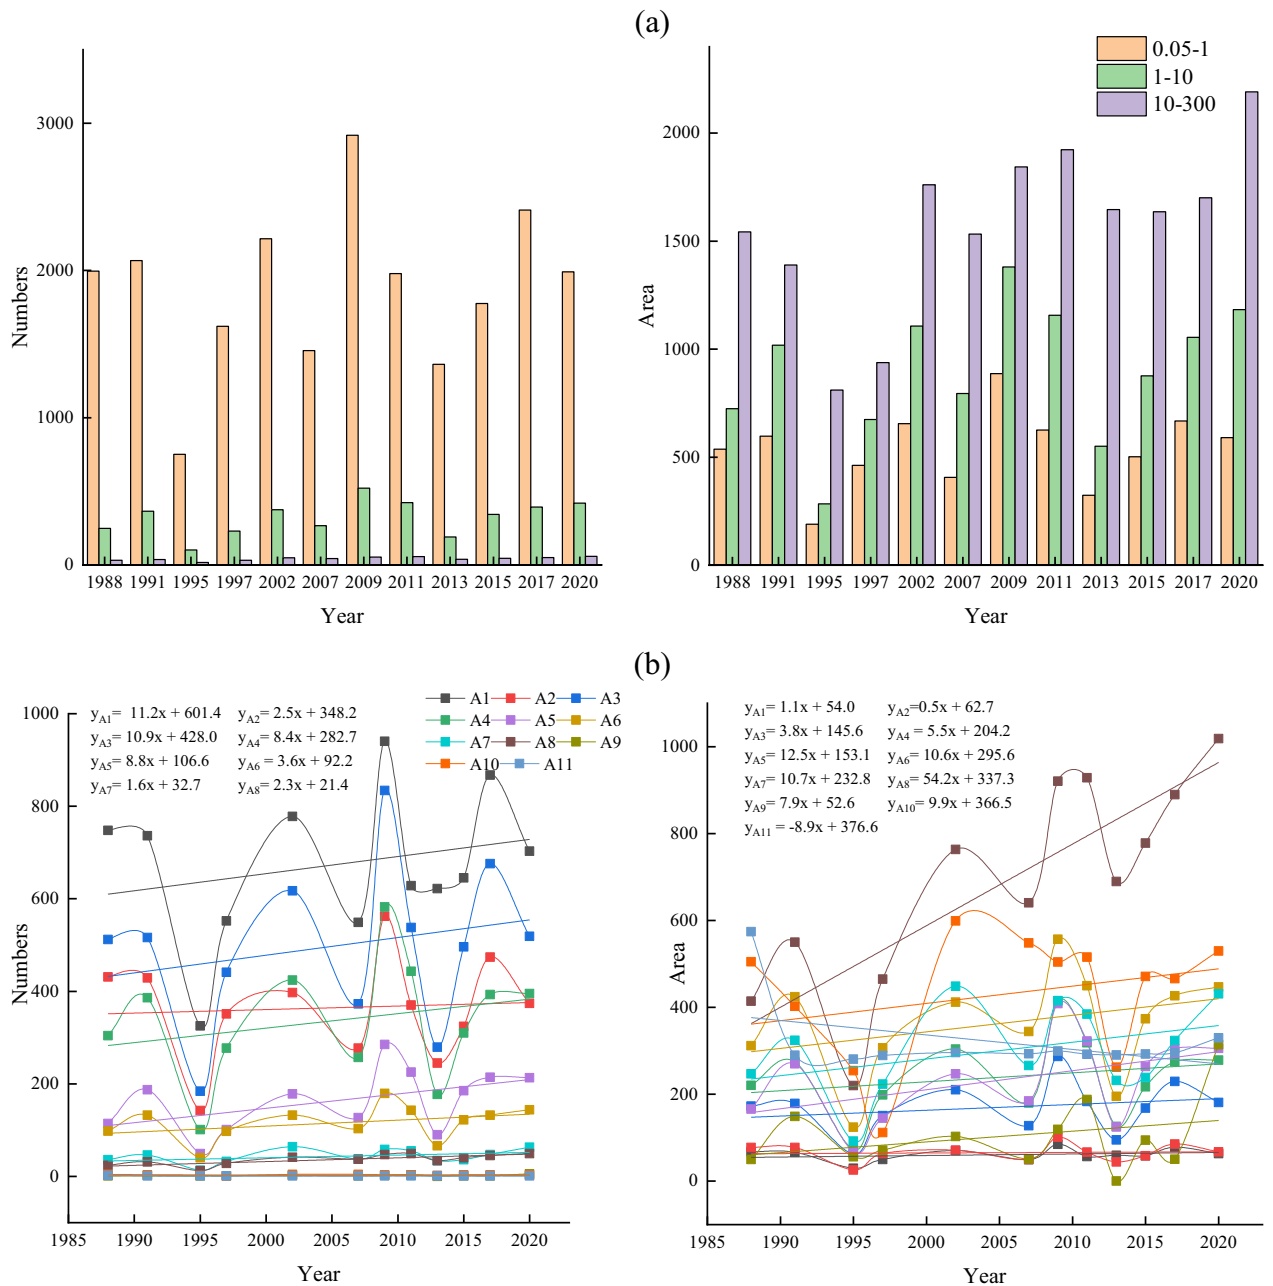 (a)
3000
2000
1000
0
Numbers
1988 1991 1995 1997 2002 2007 2009 2011 2013 2015 2017 2020
Year
0.05-1
1-10
10-300
2000
1500
1000
500
0
Area
1988 1991 1995 1997 2002 2007 2009 2011 2013 2015 2017 2020
Year
(b)
A1 A2 A3
A4 A5 A6
A7 A8 A9
A10 A11
yA1= 11.2x + 601.4 yA2= 2.5x + 348.2
yA3= 10.9x + 428.0 yA4= 8.4x + 282.7
yA5= 8.8x + 106.6 yA6= 3.6x + 92.2
yA7= 1.6x + 32.7 yA8= 2.3x + 21.4
1000
800
600
400
200
0
Numbers
1985 1990 1995 2000 2005 2010 2015 2020
Year
yA1= 1.1x + 54.0 yA2=0.5x + 62.7
yA3= 3.8x + 145.6 yA4= 5.5x + 204.2
yA5= 12.5x + 153.1 yA6= 10.6x + 295.6
yA7= 10.7x + 232.8 yA8= 54.2x + 337.3
yA9= 7.9x + 52.6 yA10= 9.9x + 366.5
yA11 = -8.9x + 376.6
1000
800
600
400
200
0
Area
1985 1990 1995 2000 2005 2010 2015 2020
Year